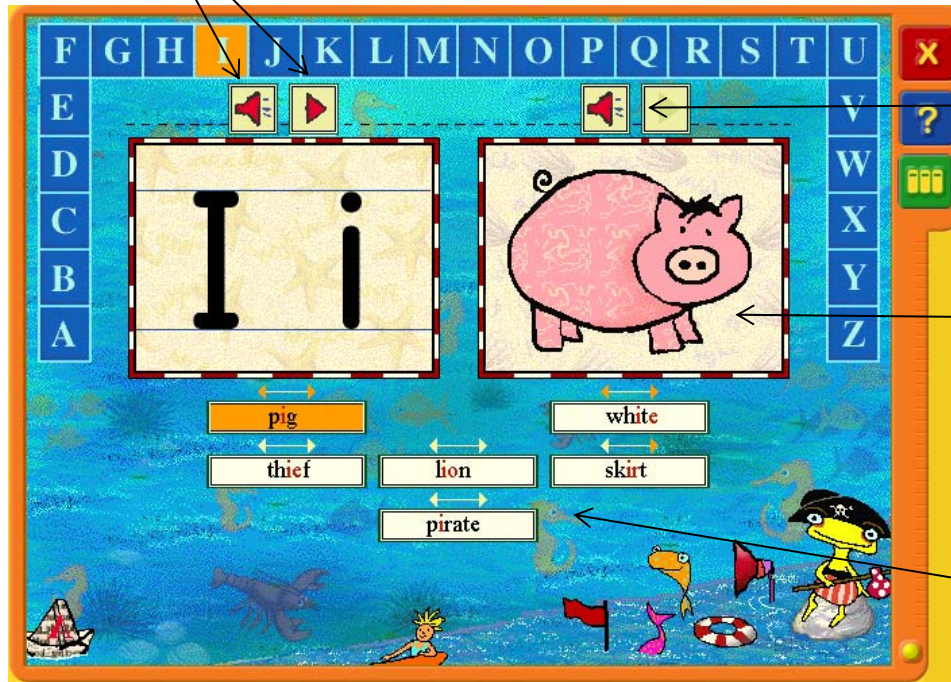 F G H I J K L M N O P Q R S T U
E V
D W
C X
B Y
A Z
X
?
I i
pig white
thief lion skirt
pirate